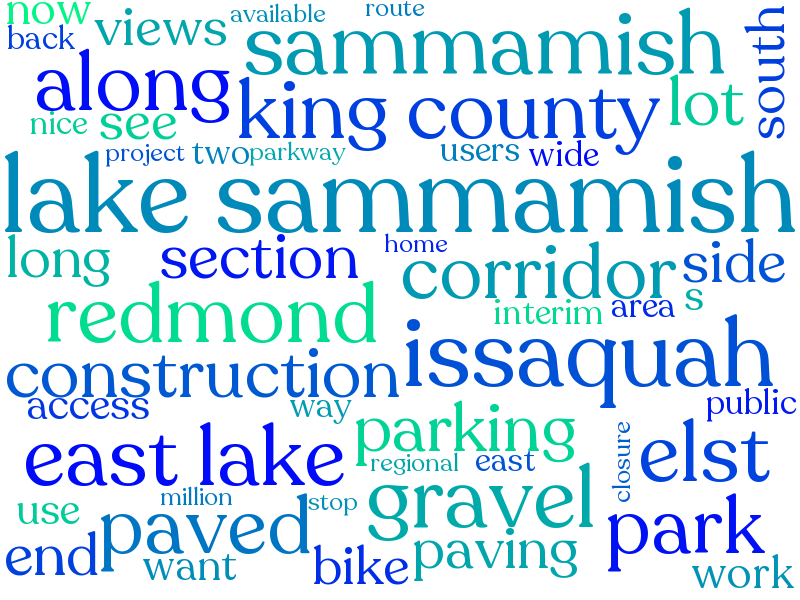 now
available
route
back
views
sammamish
south
along
king county
lot
nice
see
project
two
parkway
users
wide
lake sammamish
long
section
home
corridor
side
redmond
interim
area
s
construction
issaquah
access
way
public
parking
east lake
regional
east
closure
elst
use
million
stop
gravel
end
paved
want
bike
paving
park
work